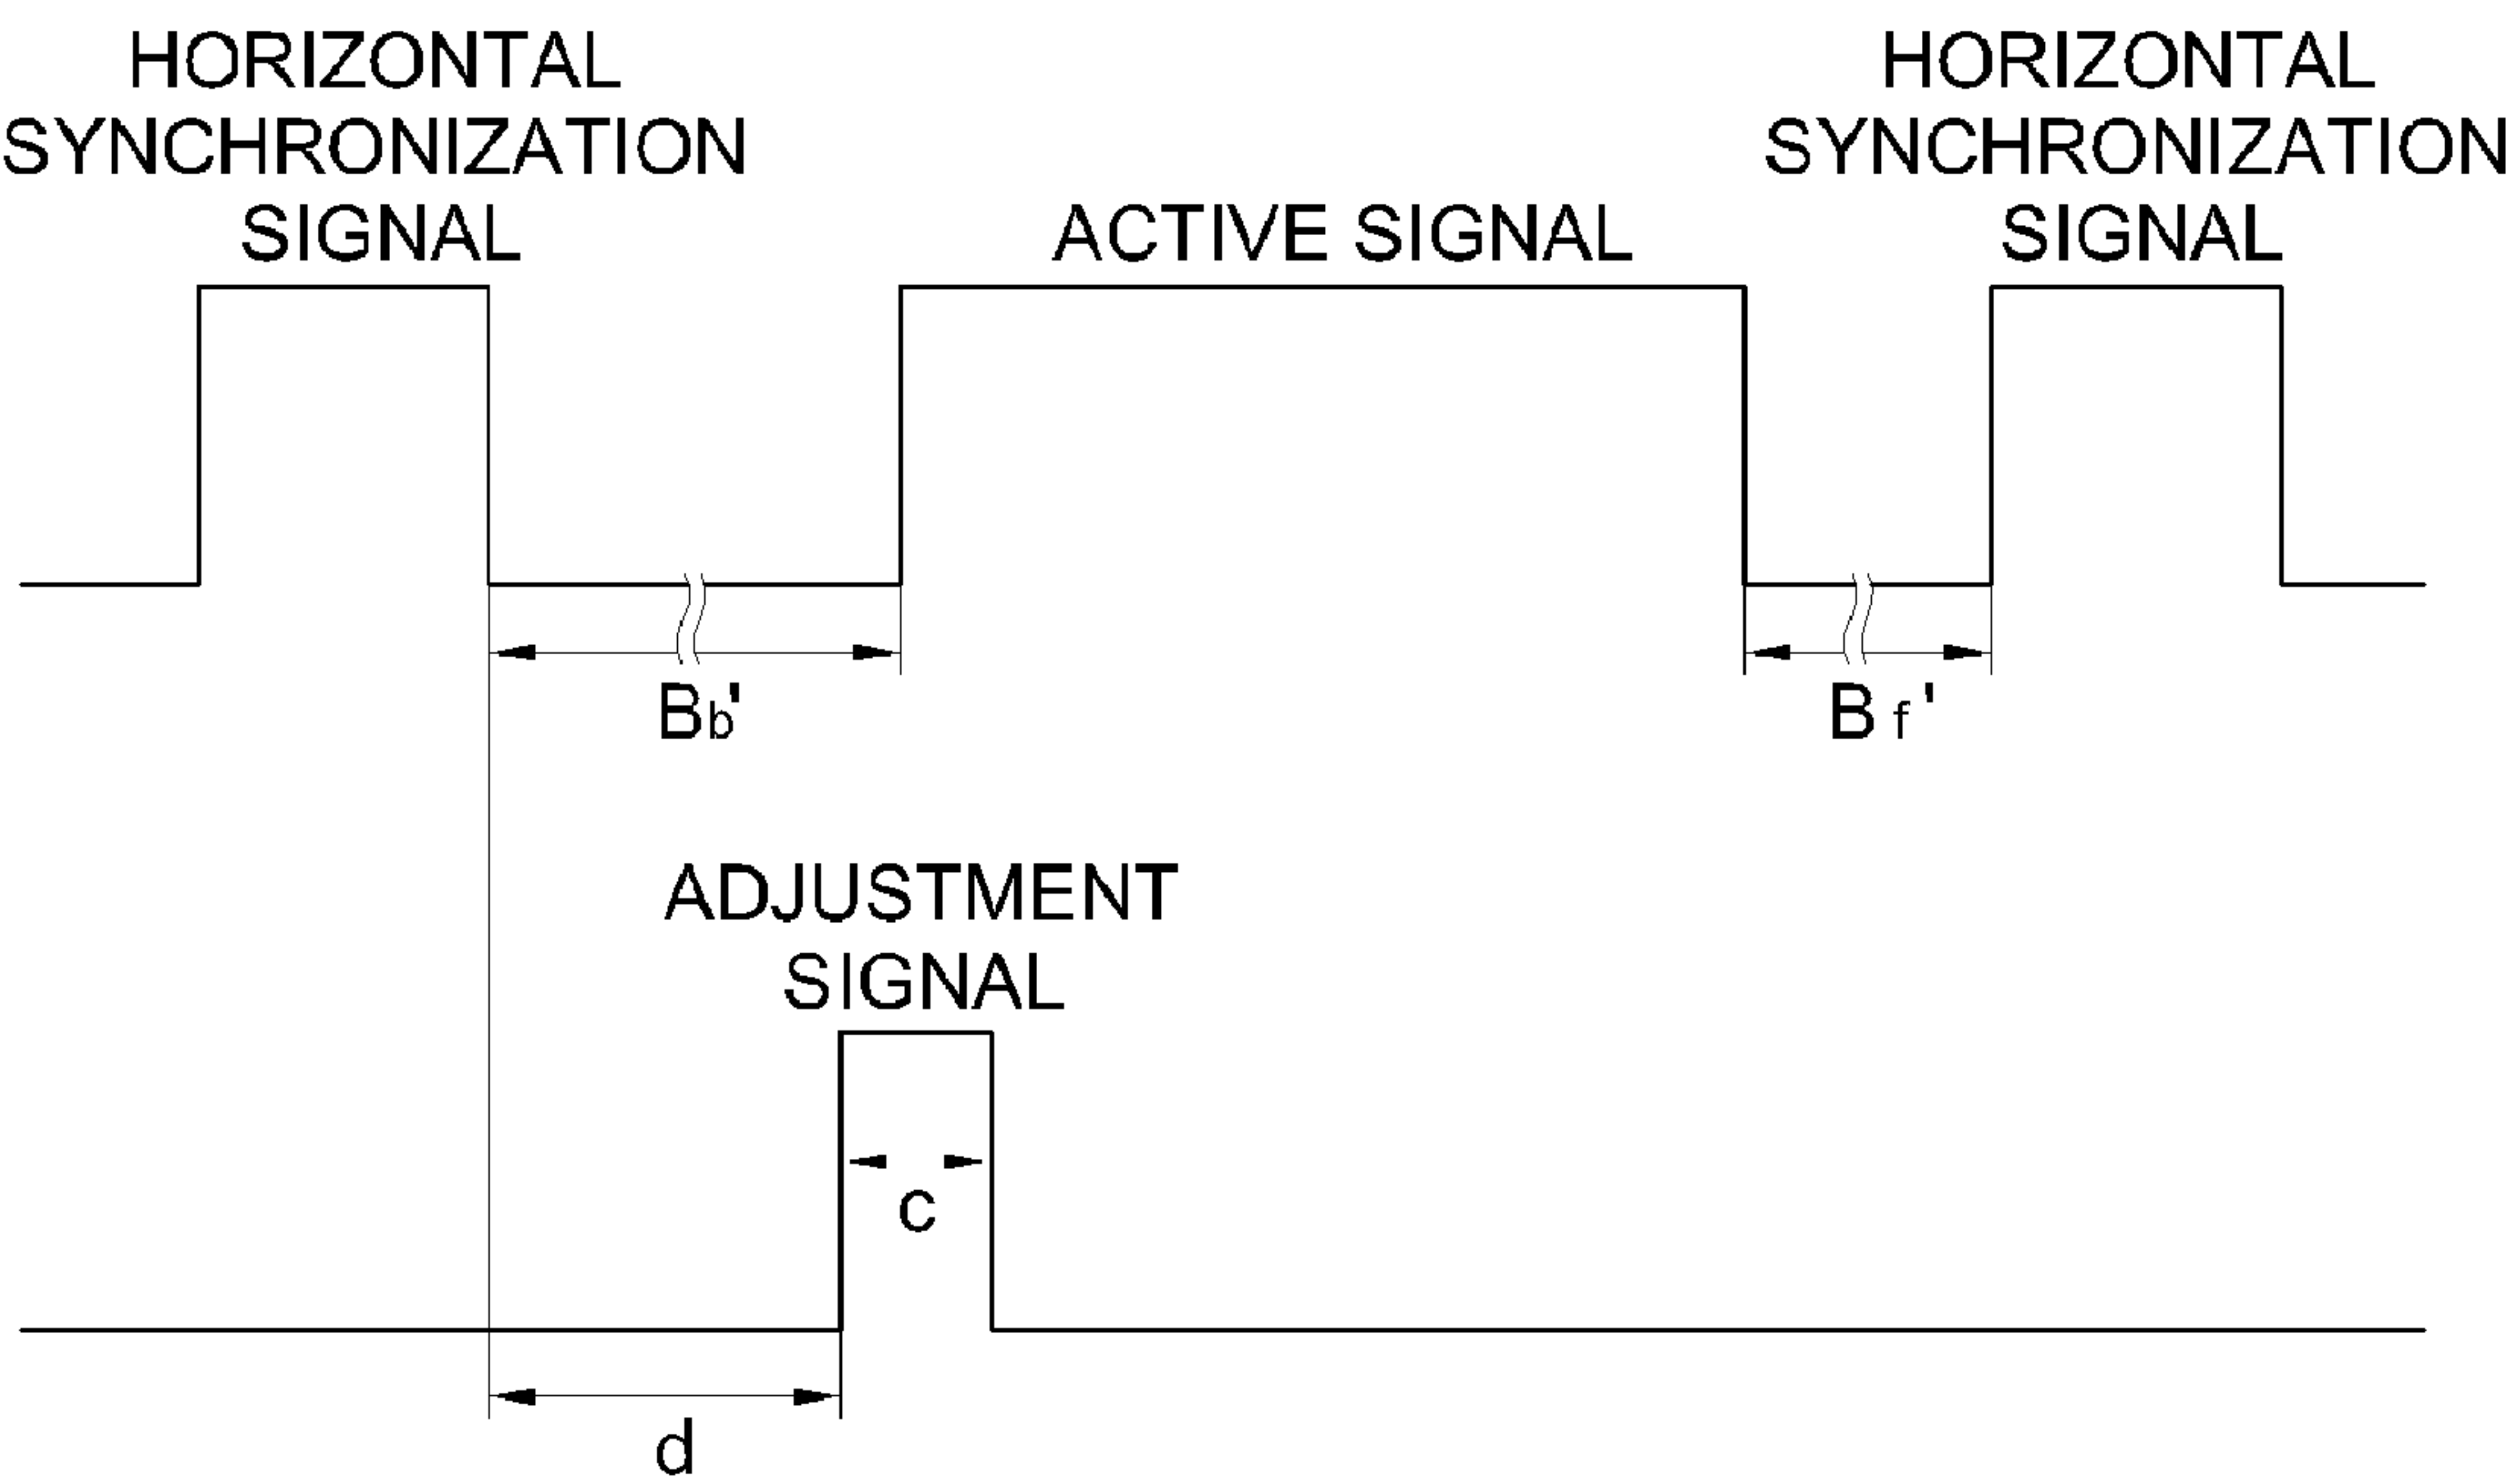 HORIZONTAL
SYNCHRONIZATION
SIGNAL
ACTIVE SIGNAL
HORIZONTAL
SYNCHRONIZATION
SIGNAL
Bb'
Bf'
ADJUSTMENT
SIGNAL
c
d